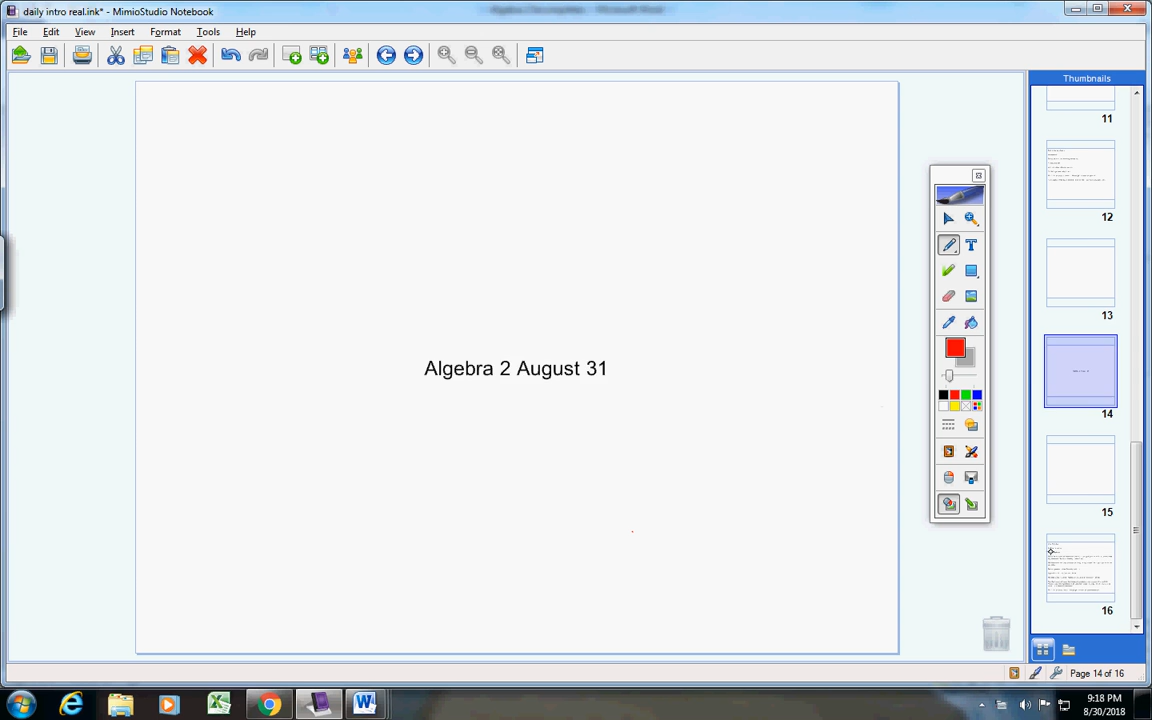 daily intro real.ink* - MimioStudio Notebook
File Edit View Insert Format Tools Help
Thumbnails
11
12
13
14
15
16
Algebra 2 August 31
T
Page 14 of 16
9:18 PM
8/30/2018